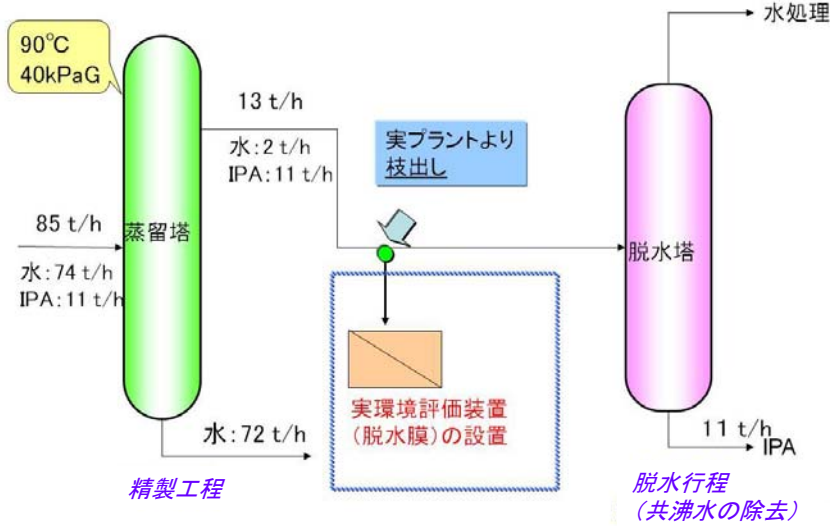 水処理
90℃
40kPaG
13 t/h
水:2 t/h
IPA:11 t/h
実プラントより
枝出し
85 t/h
蒸留塔
水:74 t/h
IPA:11 t/h
脱水塔
実環境評価装置
(脱水膜)の設置
水:72 t/h
11 t/h
IPA
精製工程
脱水行程
(共沸水の除去)